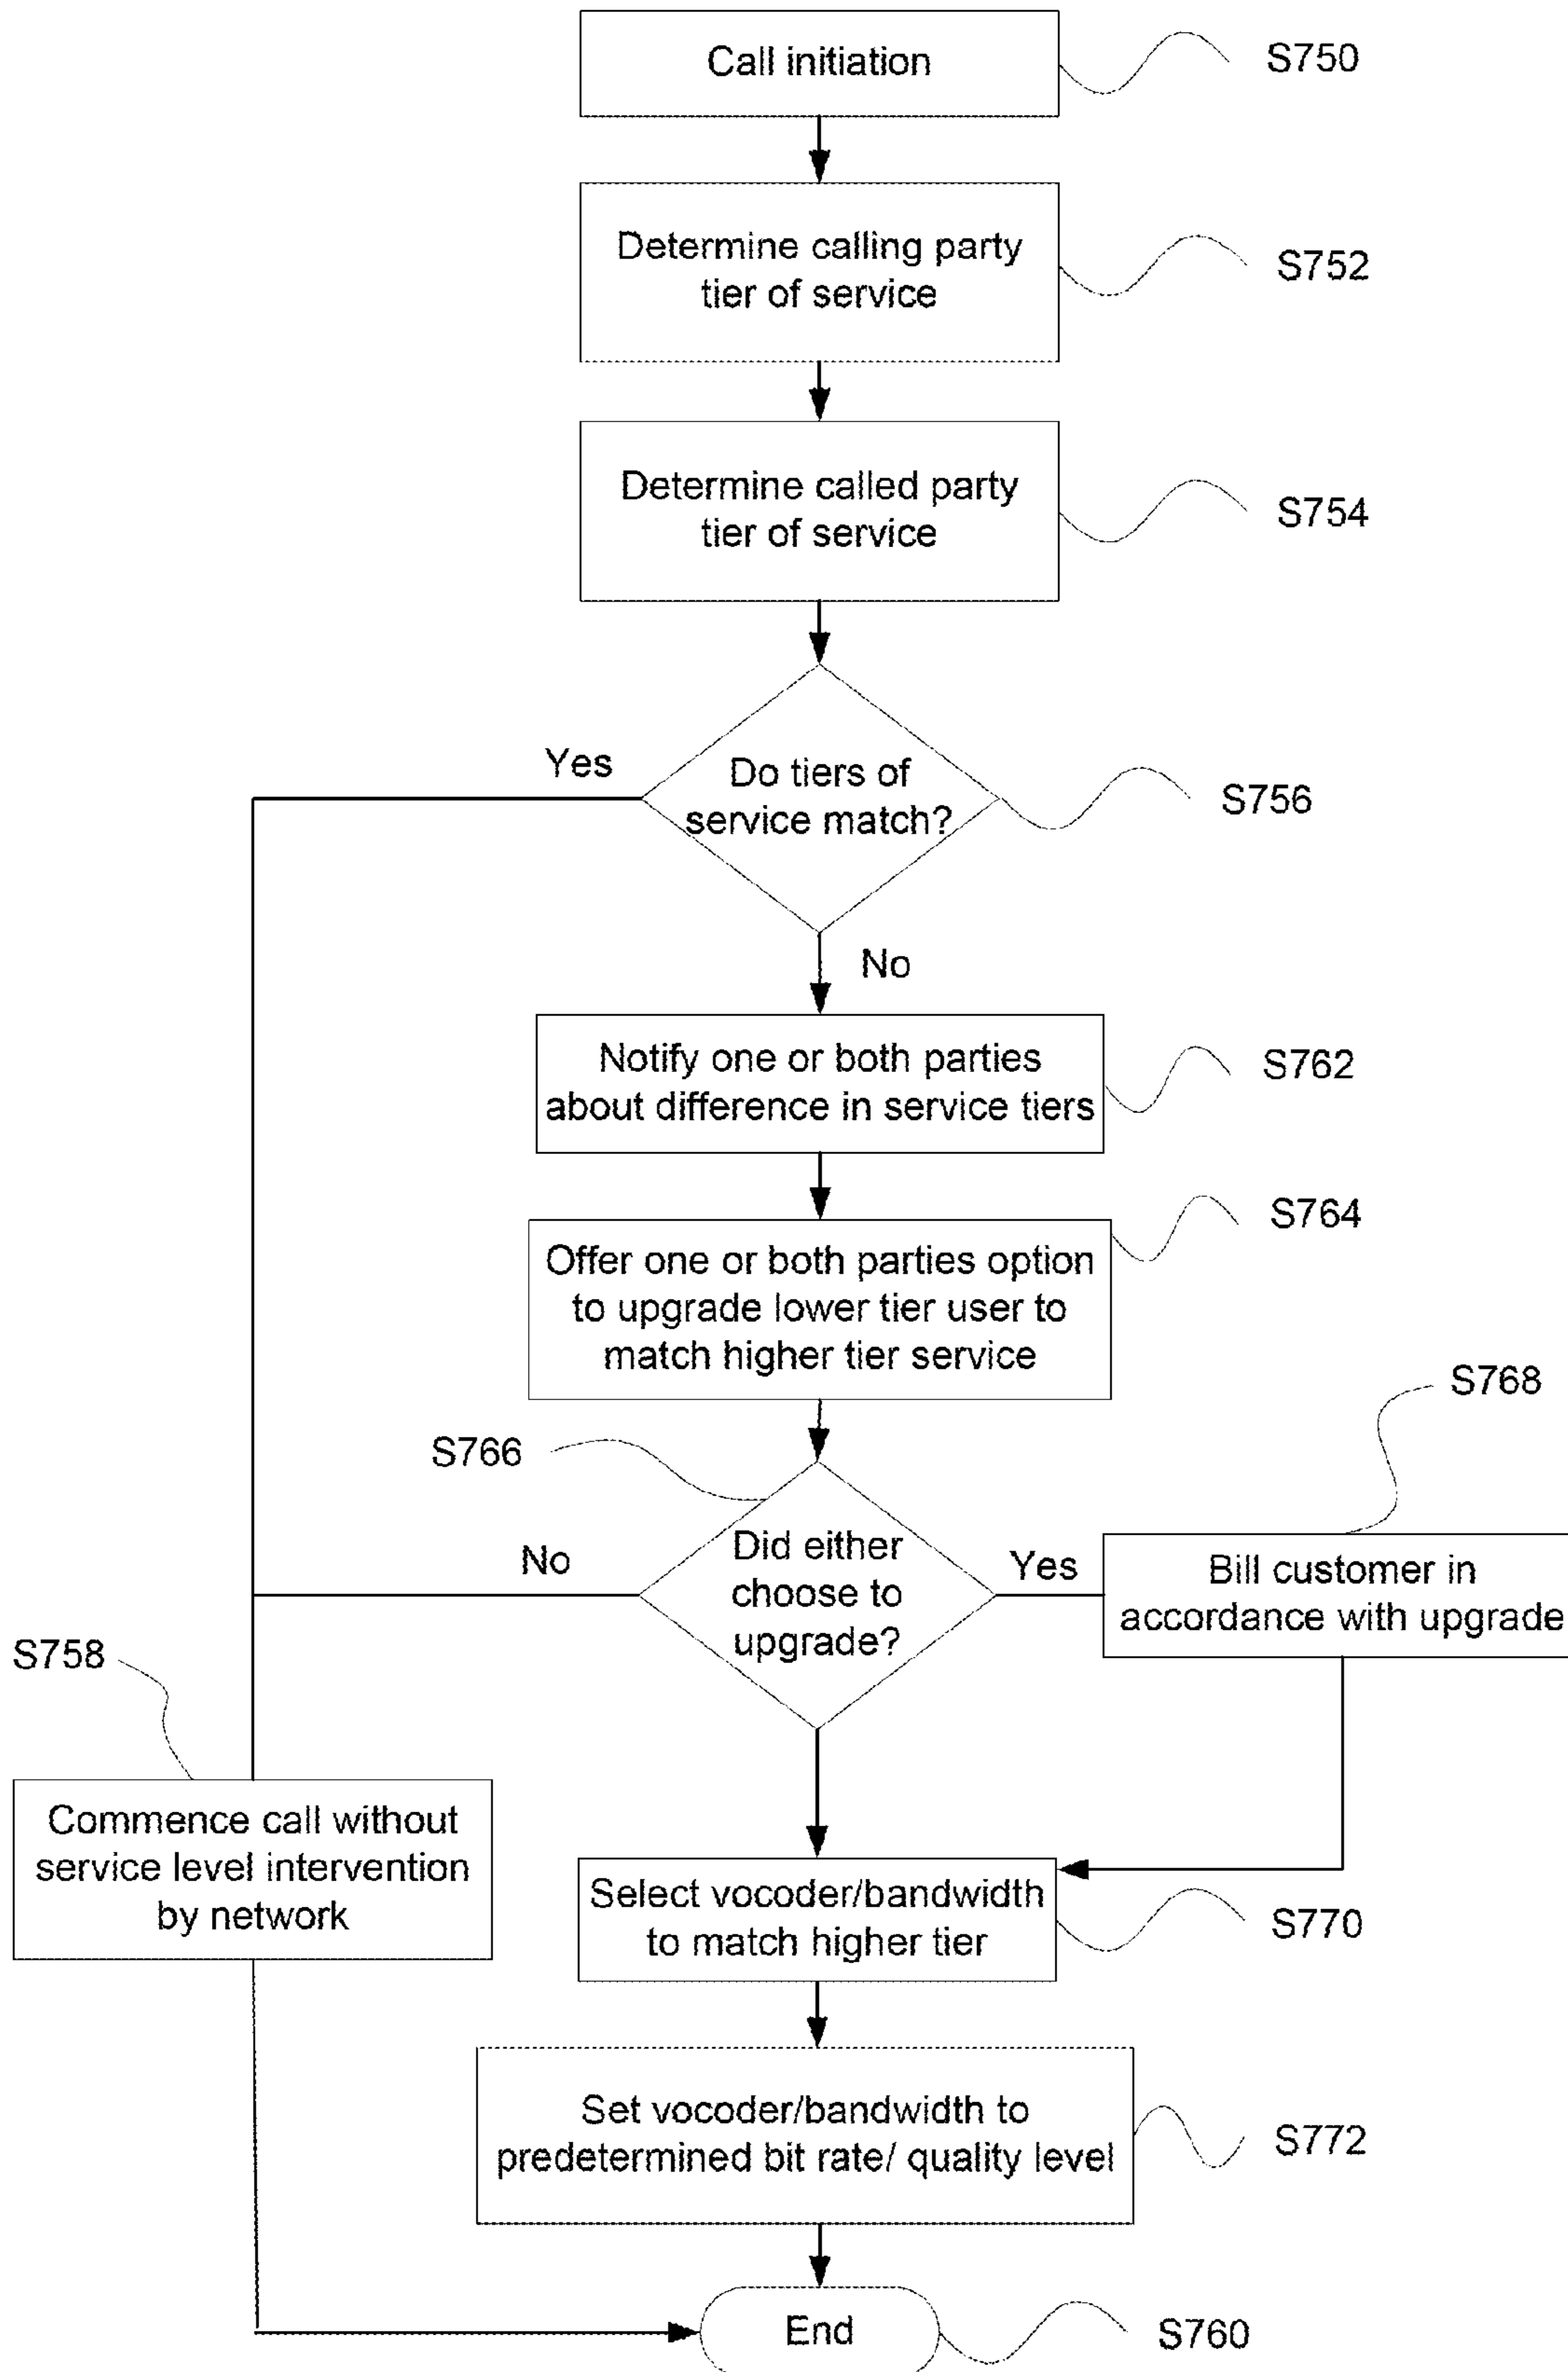 Call initiation
S750
Determine calling party
tier of service
S752
Determine called party
tier of service
S754
Yes
Do tiers of
service match?
S756
No
Notify one or both parties
about difference in service tiers
S762
Offer one or both parties option
to upgrade lower tier user to
match higher tier service
S764
S768
S766
No
Did either
choose to
upgrade?
Yes
Bill customer in
accordance with upgrade
S758
Commence call without
service level intervention
by network
Select vocoder/bandwidth
to match higher tier
S770
Set vocoder/bandwidth to
predetermined bit rate/ quality level
S772
End
S760